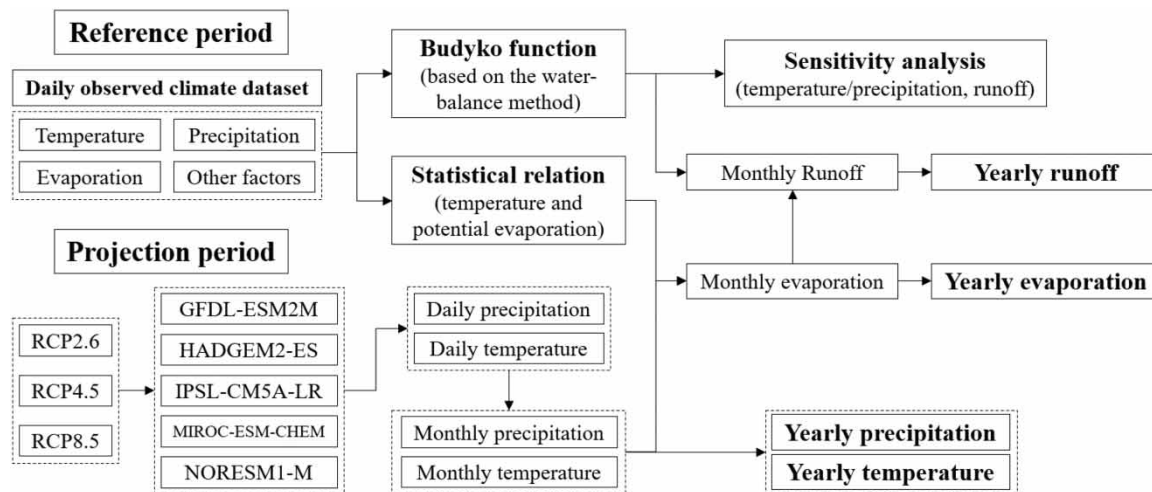 Reference period
Daily observed climate dataset
Temperature
Precipitation
Evaporation
Other factors
Budyko function
(based on the water-
balance method)
Statistical relation
(temperature and
potential evaporation)
Sensitivity analysis
(temperature/precipitation, runoff)
Monthly Runoff
Yearly runoff
Monthly evaporation
Yearly evaporation
Projection period
RCP2.6
RCP4.5
RCP8.5
GFDL-ESM2M
HADGEM2-ES
IPSL-CM5A-LR
MIROC-ESM-CHEM
NORESM1-M
Daily precipitation
Daily temperature
Monthly precipitation
Monthly temperature
Yearly precipitation
Yearly temperature